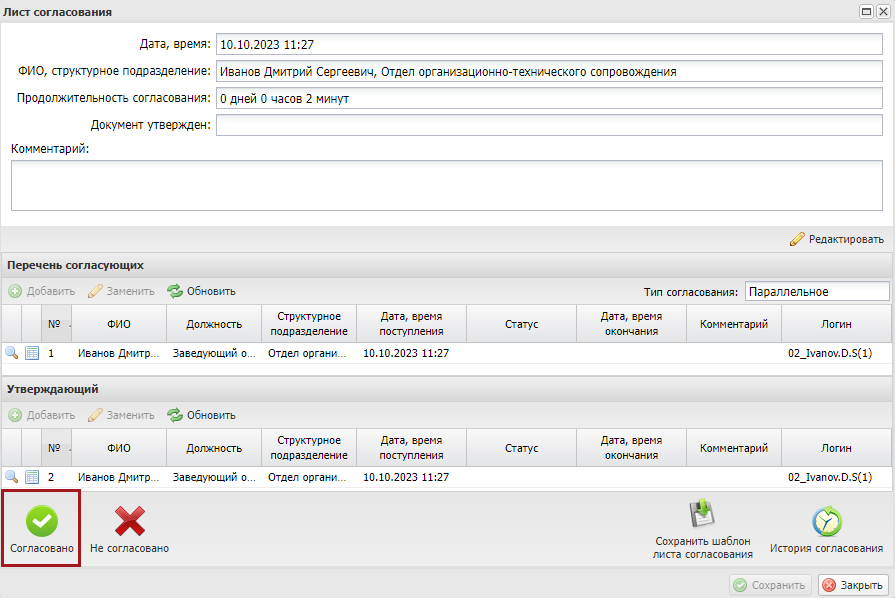 Лист согласования
Дата, время: 10.10.2023 11:27
ФИО, структурное подразделение: Иванов Дмитрий Сергеевич, Отдел организационно-технического сопровождения
Продолжительность согласования: 0 дней 0 часов 2 минут
Документ утвержден:
Комментарий:
Редактировать
Перечень согласующих
Добавить Заменить Обновить Тип согласования: Параллельное
№ ФИО Должность Структурное подразделение Дата, время поступления Статус Дата, время окончания Комментарий Логин
1 Иванов Дмитр... Заведующий о... Отдел органи... 10.10.2023 11:27 02_Ivanov.D.S(1)
Утверждающий
Добавить Заменить Обновить
№ ФИО Должность Структурное подразделение Дата, время поступления Статус Дата, время окончания Комментарий Логин
2 Иванов Дмитр... Заведующий о... Отдел органи... 10.10.2023 11:27 02_Ivanov.D.S(1)
Согласовано Не согласовано Сохранить шаблон листа согласования История согласования
Сохранить Закрыть